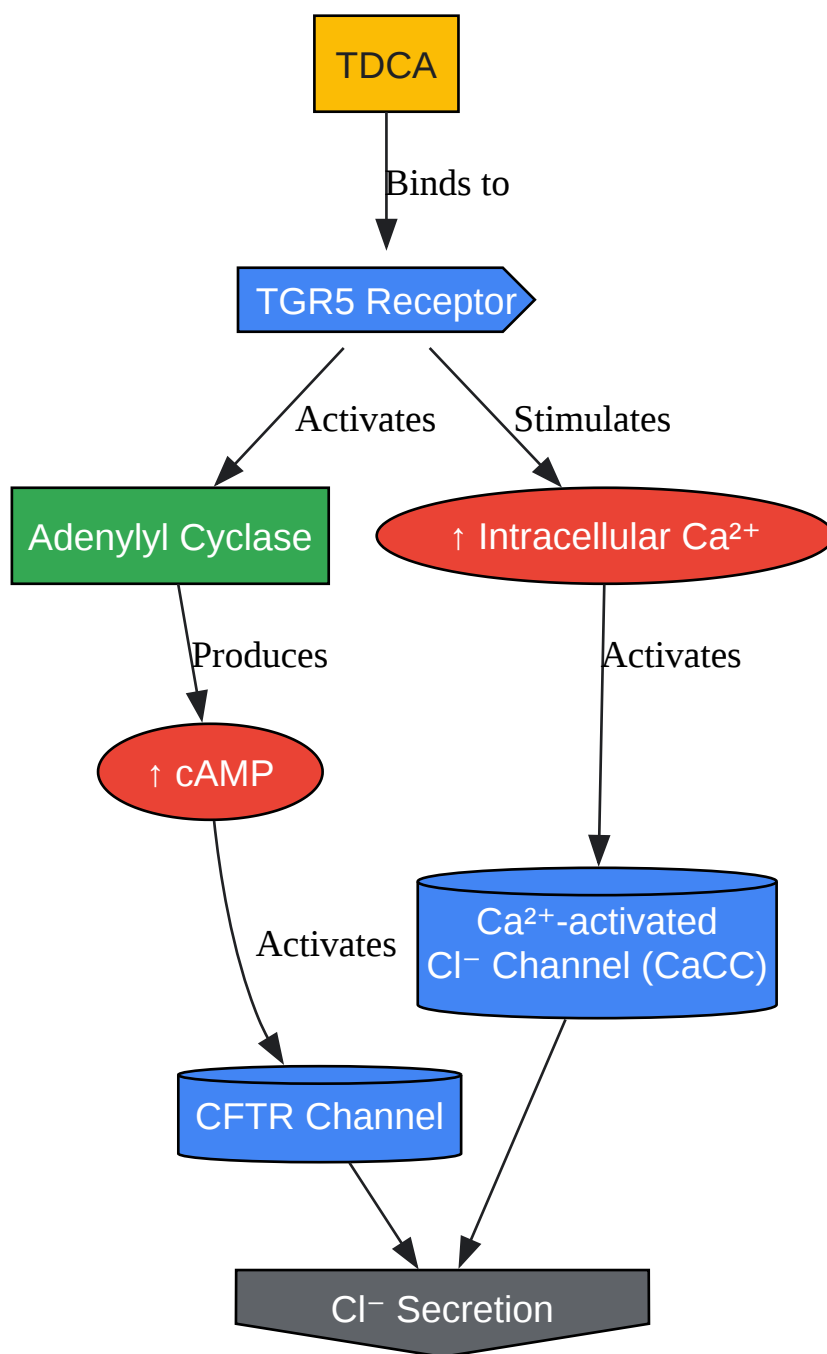 TDCA
Binds to
TGR5 Receptor
Activates
Stimulates
Adenylyl Cyclase
↑ Intracellular Ca²⁺
Produces
Activates
↑ cAMP
Ca²⁺-activated
Cl⁻ Channel (CaCC)
Activates
CFTR Channel
Cl⁻ Secretion